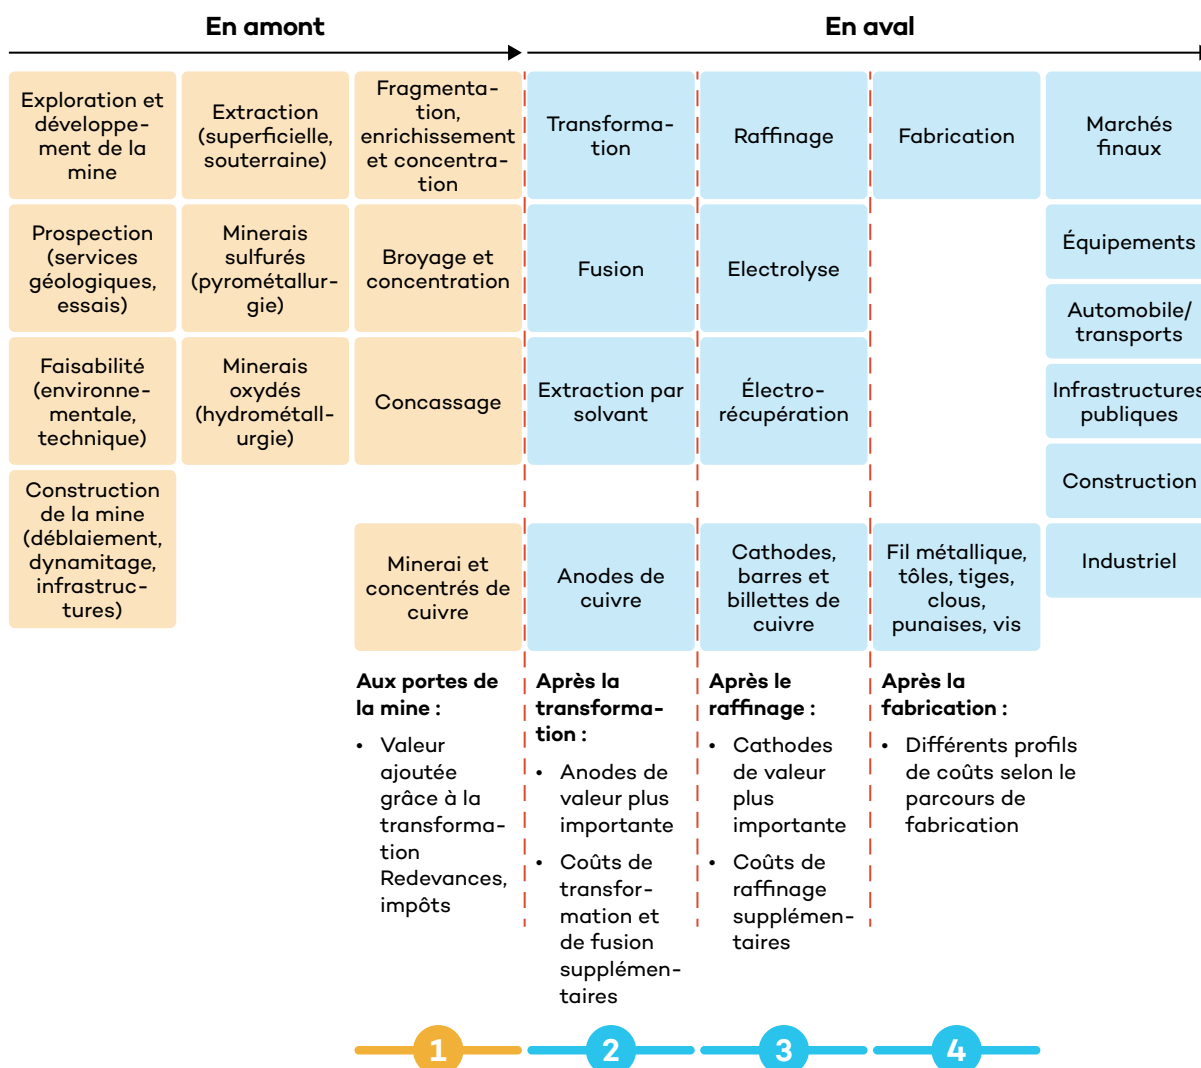 En amont
En aval
Exploration et
développe-
ment de la
mine
Extraction
(superficielle,
souterraine)
Fragmenta-
tion,
enrichissement
et concentra-
tion
Transforma-
tion
Raffinage
Fabrication
Marchés
finaux
Prospection
(services
géologiques,
essais)
Minerais
sulfurés
(pyrométallur-
gie)
Broyage et
concentration
Fusion
Electrolyse
Équipements
Automobile/
transports
Faisabilité
(environne-
mentale,
technique)
Minerais
oxydés
(hydrométall-
urgie)
Concassage
Extraction par
solvant
Électro-
récupération
Infrastructures
publiques
Construction
Construction
de la mine
(déblaiement,
dynamitage,
infrastruc-
tures)
Minerai et
concentrés de
cuivre
Anodes de
cuivre
Cathodes,
barres et
billettes de
cuivre
Fil métallique,
tôles, tiges,
clous,
punaises, vis
Industriel
Aux portes de
la mine :
• Valeur
ajoutée
grâce à la
transforma-
tion
Redevances,
impôts
Après la
transforma-
tion :
• Anodes de
valeur plus
importante
• Coûts de
transfor-
mation et
de fusion
supplémen-
taires
Après le
raffinage :
• Cathodes
de valeur
plus
importante
• Coûts de
raffinage
supplémen-
taires
Après la
fabrication :
• Différents profils
de coûts selon le
parcours de
fabrication
1
2
3
4